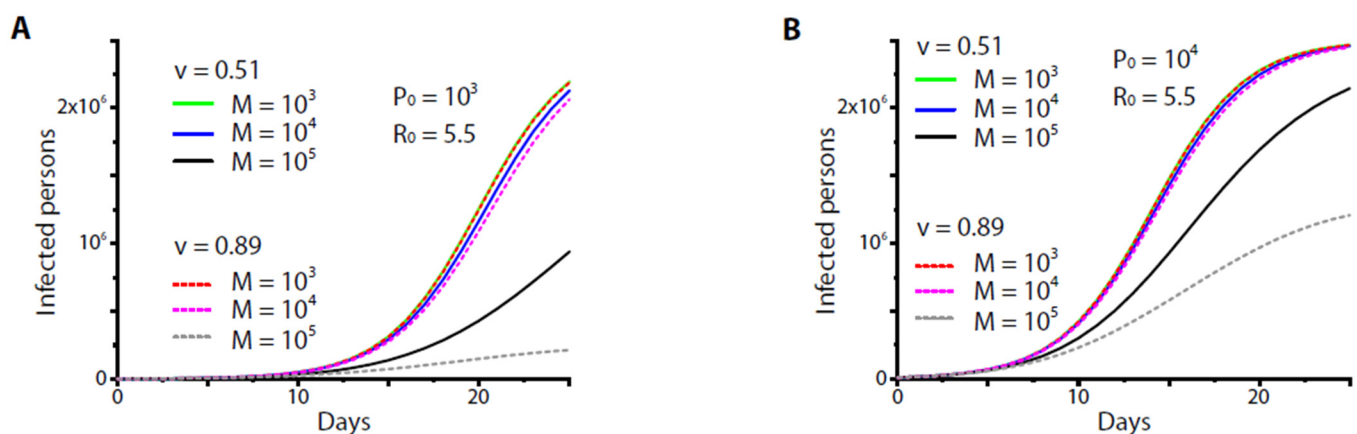 A
Infected persons
2x10⁶
10⁶
0
v = 0.51
M = 10³
M = 10⁴
M = 10⁵
P₀ = 10³
R₀ = 5.5
v = 0.89
M = 10³
M = 10⁴
M = 10⁵
0
10
20
Days
B
Infected persons
2x10⁶
10⁶
0
v = 0.51
M = 10³
M = 10⁴
M = 10⁵
P₀ = 10⁴
R₀ = 5.5
v = 0.89
M = 10³
M = 10⁴
M = 10⁵
0
10
20
Days